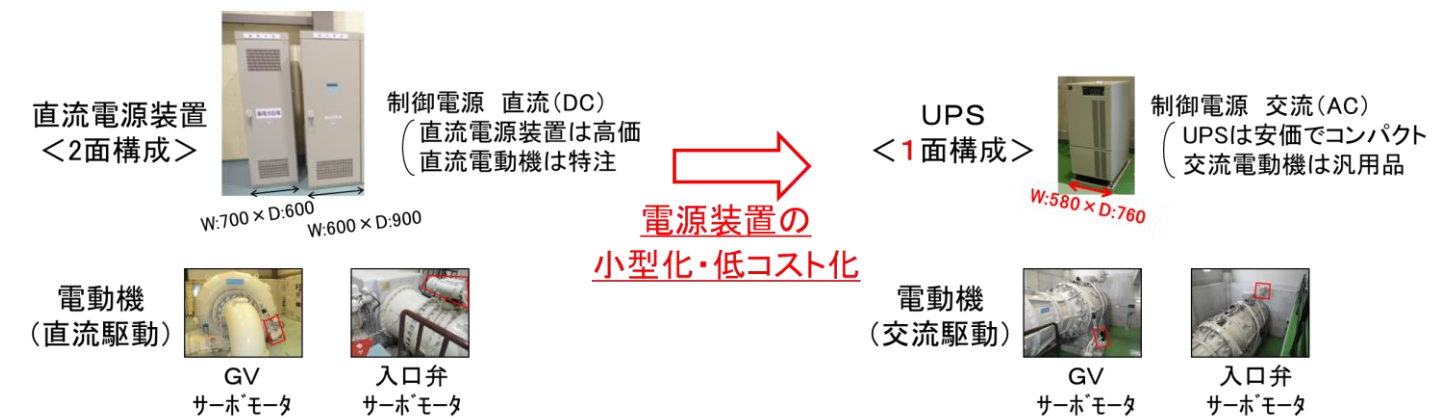 直流電源装置
＜2面構成＞
制御電源 直流(DC)
直流電源装置は高価
直流電動機は特注
W:700×D:600
W:600×D:900
電源装置の
小型化・低コスト化
UPS
＜1面構成＞
制御電源 交流(AC)
UPSは安価でコンパクト
交流電動機は汎用品
W:580×D:760
電動機
(直流駆動)
GV
ｻｰﾎﾞﾓｰﾀ
入口弁
ｻｰﾎﾞﾓｰﾀ
電動機
(交流駆動)
GV
ｻｰﾎﾞﾓｰﾀ
入口弁
ｻｰﾎﾞﾓｰﾀ